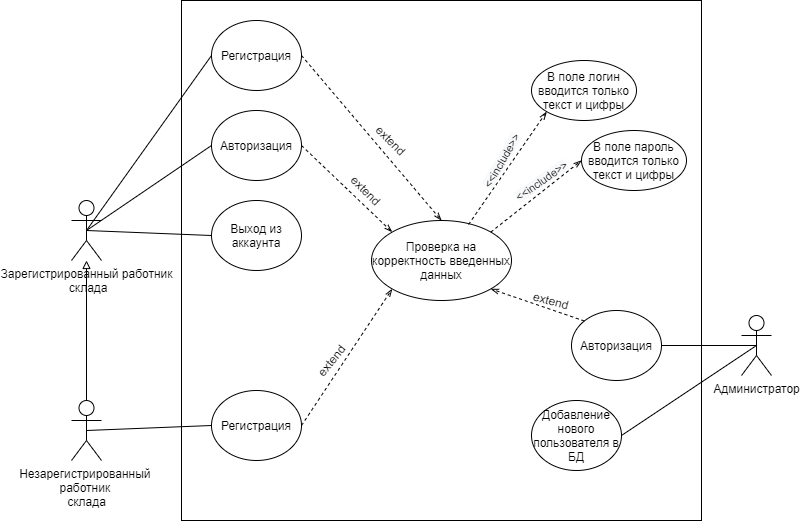 Регистрация
Авторизация
Выход из
аккаунта
Зарегистрированный работник
склада
Незарегистрированный
работник
склада
Регистрация
extend
extend
extend
Проверка на
корректность введенных
данных
<<include>>
<<include>>
В поле логин
вводится только
текст и цифры
В поле пароль
вводится только
текст и цифры
extend
Авторизация
Администратор
Добавление
нового
пользователя в
БД